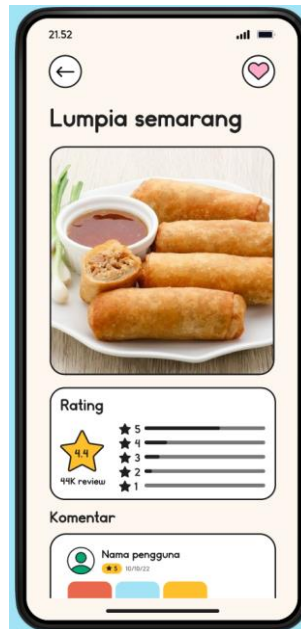 21.52
Lumpia semarang
Rating
4.4
44K review
5
4
3
2
1
Komentar
Nama pengguna
5 10/10/22